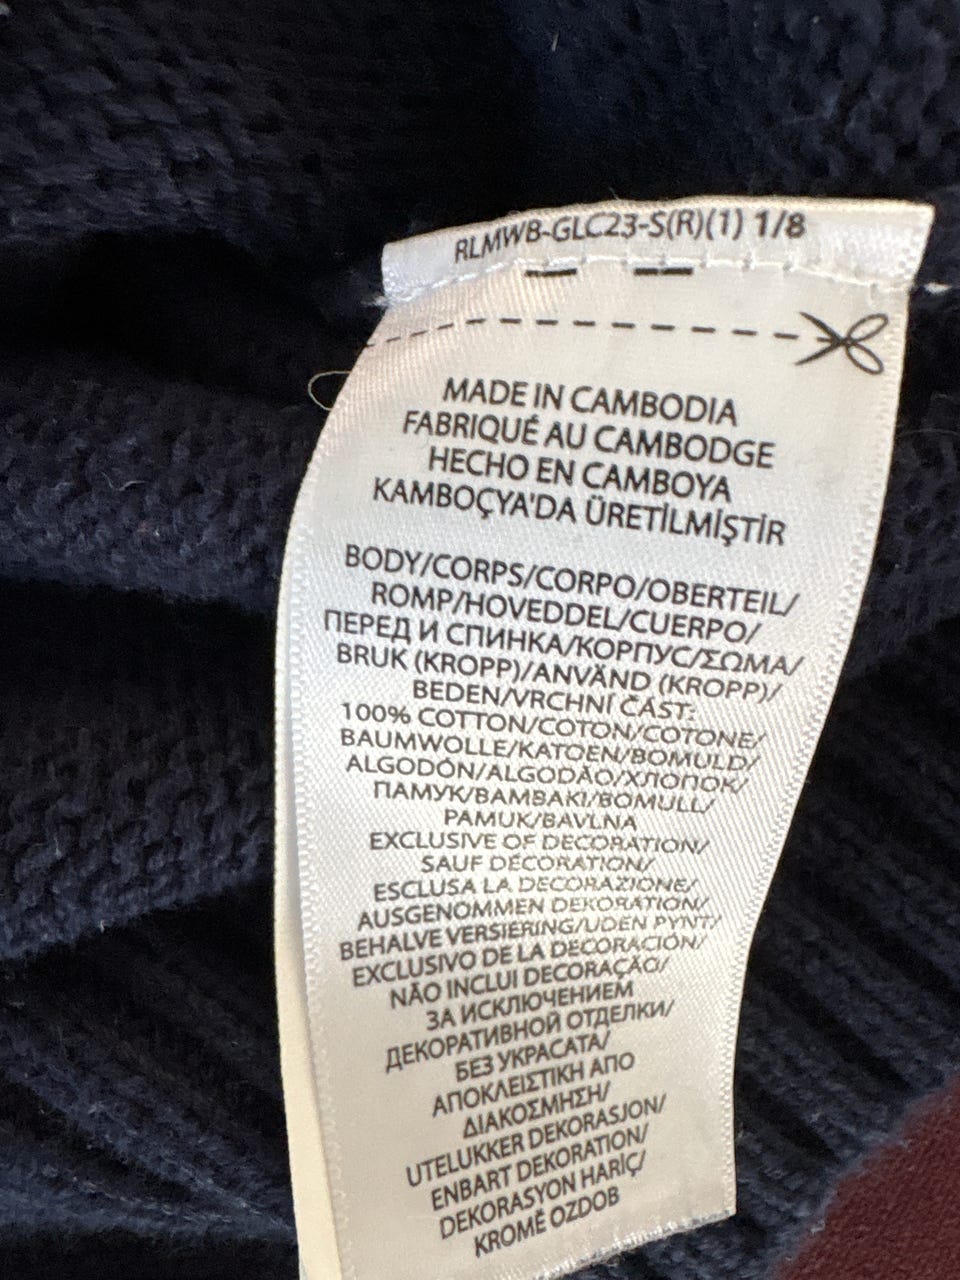 RLMWB-GLC23-S(R)(1) 1/8
MADE IN CAMBODIA
FABRIQUÉ AU CAMBODGE
HECHO EN CAMBOYA
KAMBOÇYA'DA ÜRETİLMİŞTİR
BODY/CORPS/CORPO/OBERTEIL/
ROMP/HOVEDDEL/CUERPO/
ПЕРЕД И СПИНКА/КОРПУС/ΣΩΜΑ/
BRUK (KROPP)/ANVÄND (KROPP)/
BEDEN/VRCHNÍ ČÁST:
100% COTTON/COTON/COTONE/
BAUMWOLLE/KATOEN/BOMULD/
ALGODÓN/ALGODÃO/ХЛОПОК/
ПАМУК/ΒΑΜΒΑΚΙ/BOMULL/
PAMUK/BAVLNA
EXCLUSIVE OF DECORATION/
SAUF DÉCORATION/
ESCLUSA LA DECORAZIONE/
AUSGENOMMEN DEKORATION/
BEHALVE VERSIERING/UDEN PYNT/
EXCLUSIVO DE LA DECORACIÓN/
NÃO INCLUI DECORAÇÃO/
ЗА ИСКЛЮЧЕНИЕМ
ДЕКОРАТИВНОЙ ОТДЕЛКИ/
БЕЗ УКРАСАТА/
ΑΠΟΚΛΕΙΣΤΙΚΗ ΑΠΟ
ΔΙΑΚΟΣΜΗΣΗ/
UTELUKKER DEKORASJON/
ENBART DEKORATION/
DEKORASYON HARİÇ/
KROMĚ OZDOB